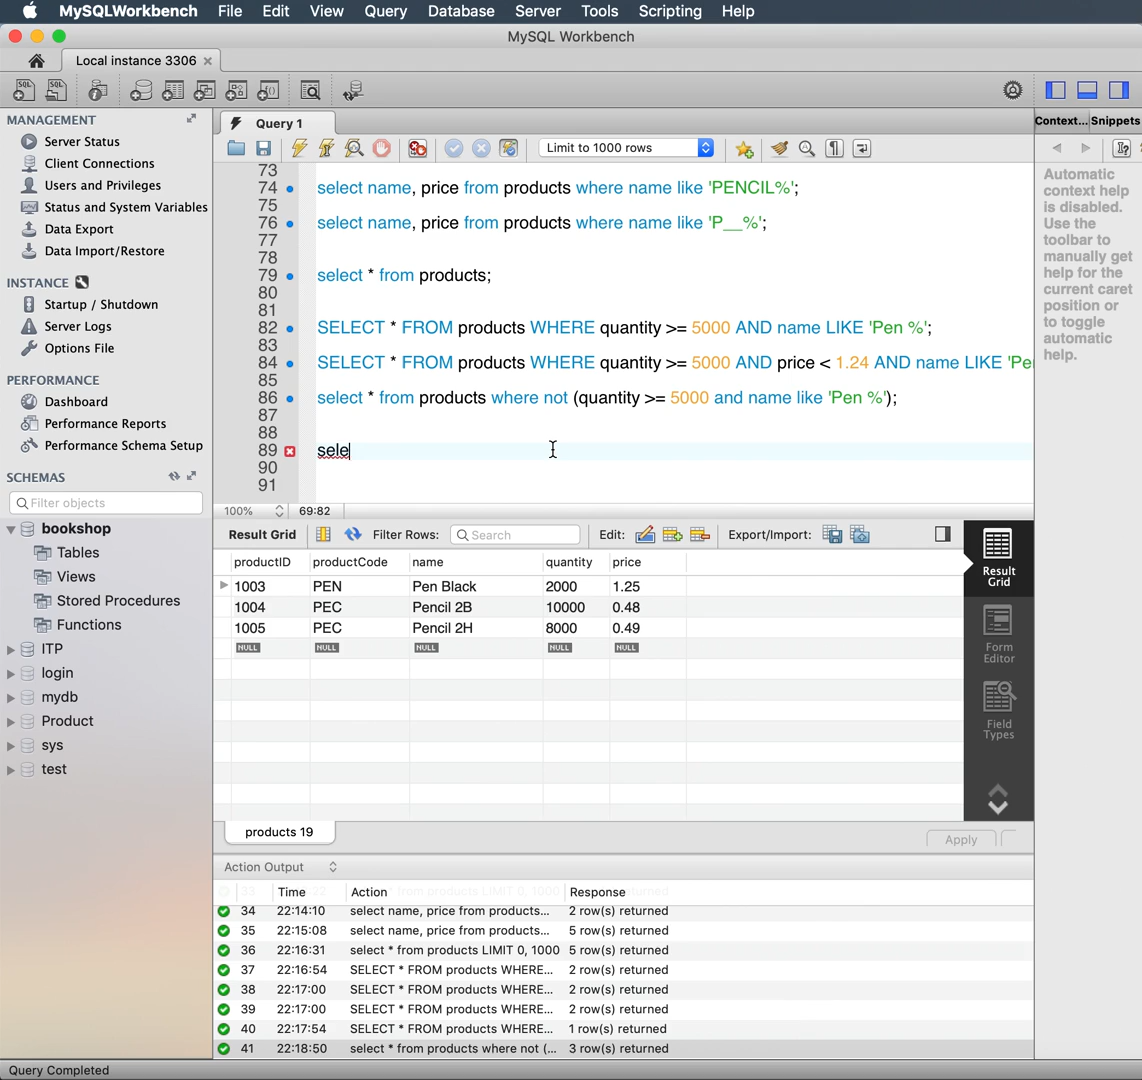 MySQLWorkbench File Edit View Query Database Server Tools Scripting Help
MySQL Workbench
Local instance 3306
Query 1
Limit to 1000 rows
Context... Snippets
MANAGEMENT
Server Status
Client Connections
Users and Privileges
Status and System Variables
Data Export
Data Import/Restore
INSTANCE
Startup / Shutdown
Server Logs
Options File
PERFORMANCE
Dashboard
Performance Reports
Performance Schema Setup
SCHEMAS
Filter objects
bookshop
Tables
Views
Stored Procedures
Functions
ITP
login
mydb
Product
sys
test
73
74 select name, price from products where name like 'PENCIL%';
75
76 select name, price from products where name like 'P__%';
77
78
79 select * from products;
80
81
82 SELECT * FROM products WHERE quantity >= 5000 AND name LIKE 'Pen %';
83
84 SELECT * FROM products WHERE quantity >= 5000 AND price < 1.24 AND name LIKE 'Pe
85
86 select * from products where not (quantity >= 5000 and name like 'Pen %');
87
88
89 sele
90
91
100% 69:82
Automatic
context help
is disabled.
Use the
toolbar to
manually get
help for the
current caret
position or
to toggle
automatic
help.
Result Grid Filter Rows: Search Edit: Export/Import:
productID productCode name quantity price
1003 PEN Pen Black 2000 1.25
1004 PEC Pencil 2B 10000 0.48
1005 PEC Pencil 2H 8000 0.49
NULL NULL NULL NULL NULL
Result
Grid
Form
Editor
Field
Types
products 19
Apply
Action Output
Time Action Response
34 22:14:10 select name, price from products... 2 row(s) returned
35 22:15:08 select name, price from products... 5 row(s) returned
36 22:16:31 select * from products LIMIT 0, 1000 5 row(s) returned
37 22:16:54 SELECT * FROM products WHERE... 2 row(s) returned
38 22:17:00 SELECT * FROM products WHERE... 2 row(s) returned
39 22:17:00 SELECT * FROM products WHERE... 2 row(s) returned
40 22:17:54 SELECT * FROM products WHERE... 1 row(s) returned
41 22:18:50 select * from products where not (... 3 row(s) returned
Query Completed